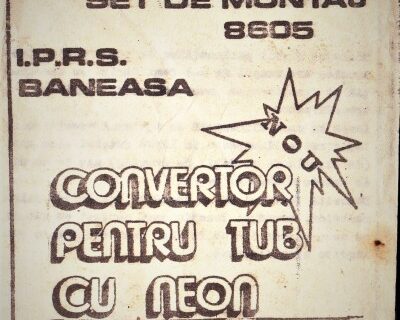 SET DE MONTAJ
8605
I.P.R.S.
BANEASA
NOU
CONVERTOR
PENTRU TUB
CU NEON